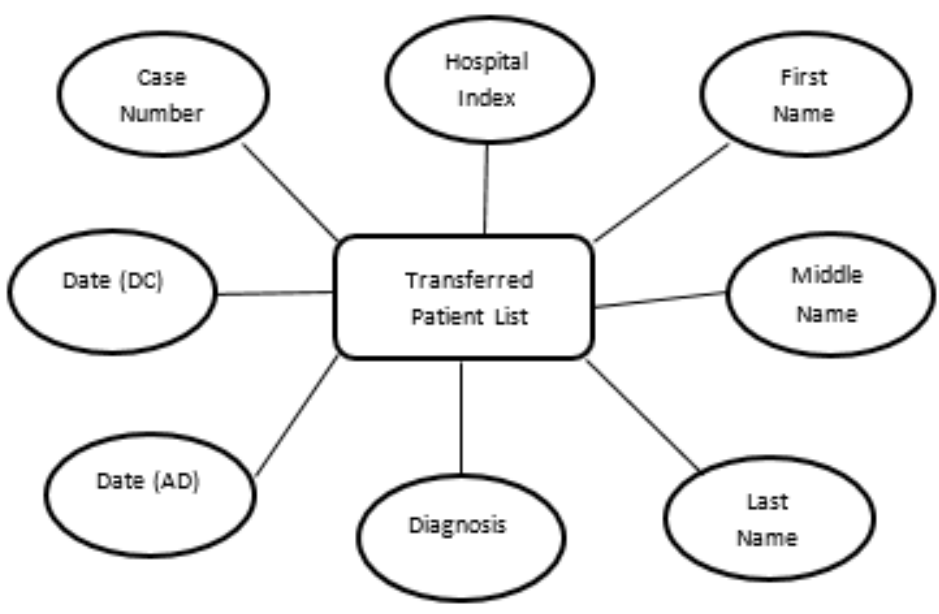 Case
Number
Hospital
Index
First
Name
Date (DC)
Transferred
Patient List
Middle
Name
Date (AD)
Diagnosis
Last
Name